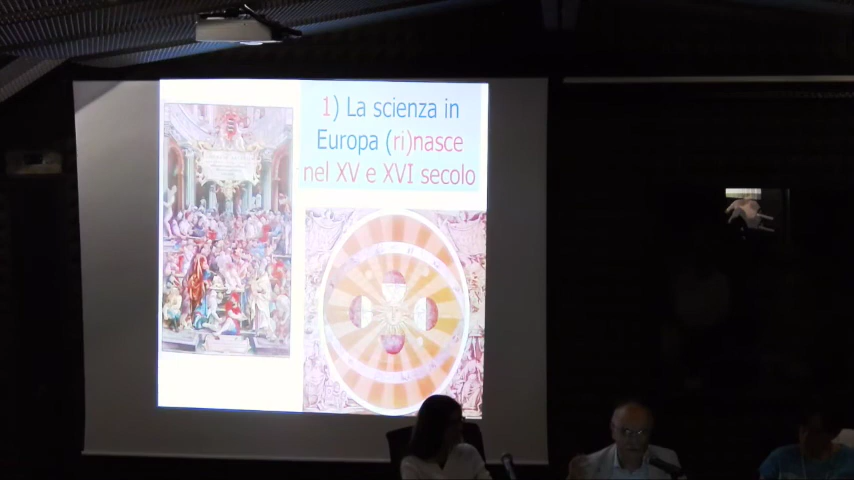 1) La scienza in
Europa (ri)nasce
nel XV e XVI secolo